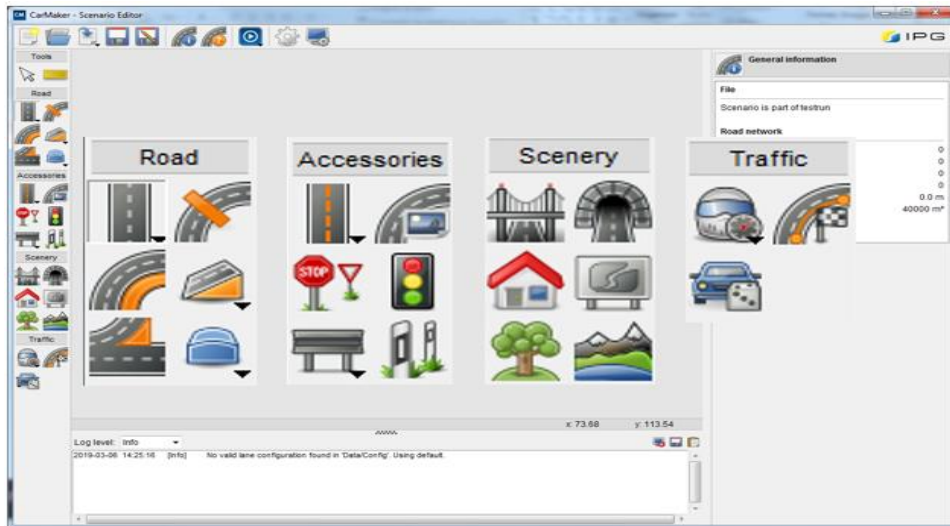 CM CarMaker - Scenario Editor
IPG
Tools
Road
Accessories
Scenery
Traffic
Road
Accessories
Scenery
Traffic
STOP
General information
File
Scenario is part of testrun
Road network
0
0
0
0
0.0 m
40000 m²
x: 73.68 y: 113.54
Log level: Info
2019-03-06 14:25:16 [Info] No valid lane configuration found in 'Data/Config'. Using default.